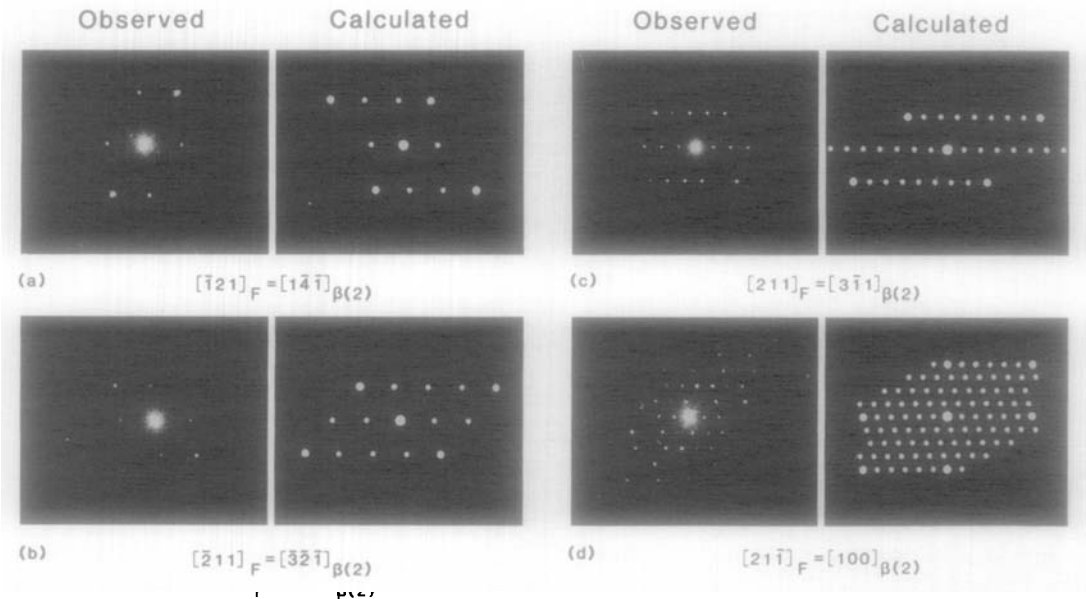 Observed Calculated Observed Calculated
(a) [1̄21]F = [14̄1̄]β(2) (c) [211]F = [31̄1]β(2)
(b) [2̄11]F = [3̄2̄1̄]β(2) (d) [211̄]F = [100]β(2)
β(2)